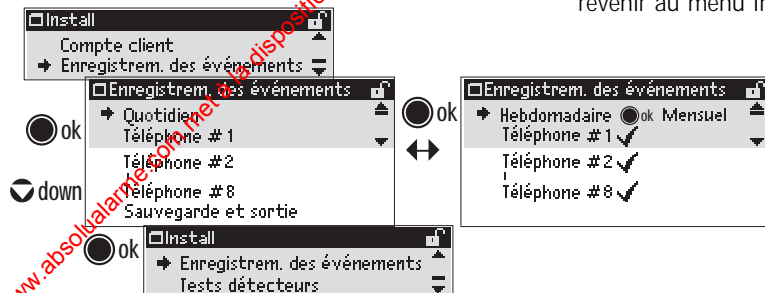 revenir au menu in
Install
Compte client
Enregistrem. des événements
Enregistrem. des événements
Quotidien
Téléphone #1
Téléphone #2
Téléphone #8
Sauvegarde et sortie
ok
down
ok
Enregistrem. des événements
Hebdomadaire ok Mensuel
Téléphone #1
Téléphone #2
Téléphone #8
ok
Install
Enregistrem. des événements
Tests détecteurs
www.absolualarme.com met à la disposition